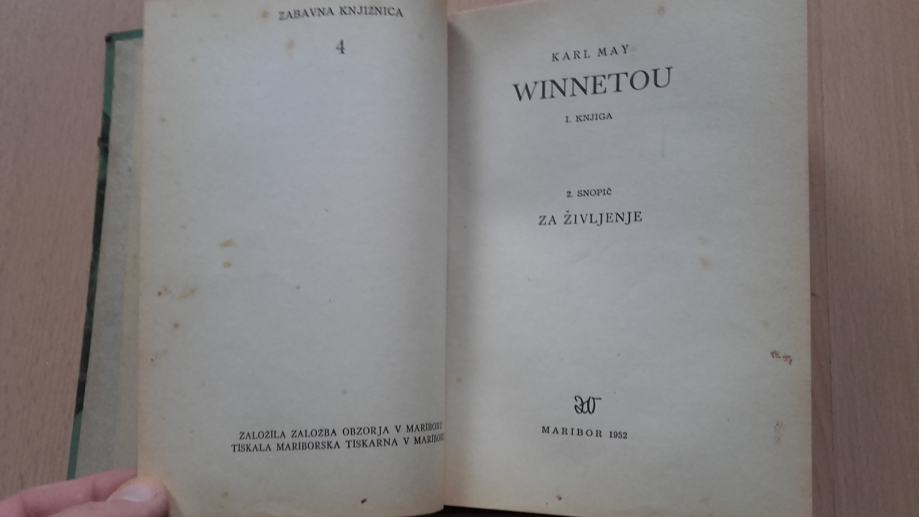 ZABAVNA KNJIŽNICA
4
ZALOŽILA ZALOŽBA OBZORJA V MARIBORU
TISKALA MARIBORSKA TISKARNA V MARIBORU
KARL MAY
WINNETOU
I. KNJIGA
2. SNOPIČ
ZA ŽIVLJENJE
MARIBOR 1952